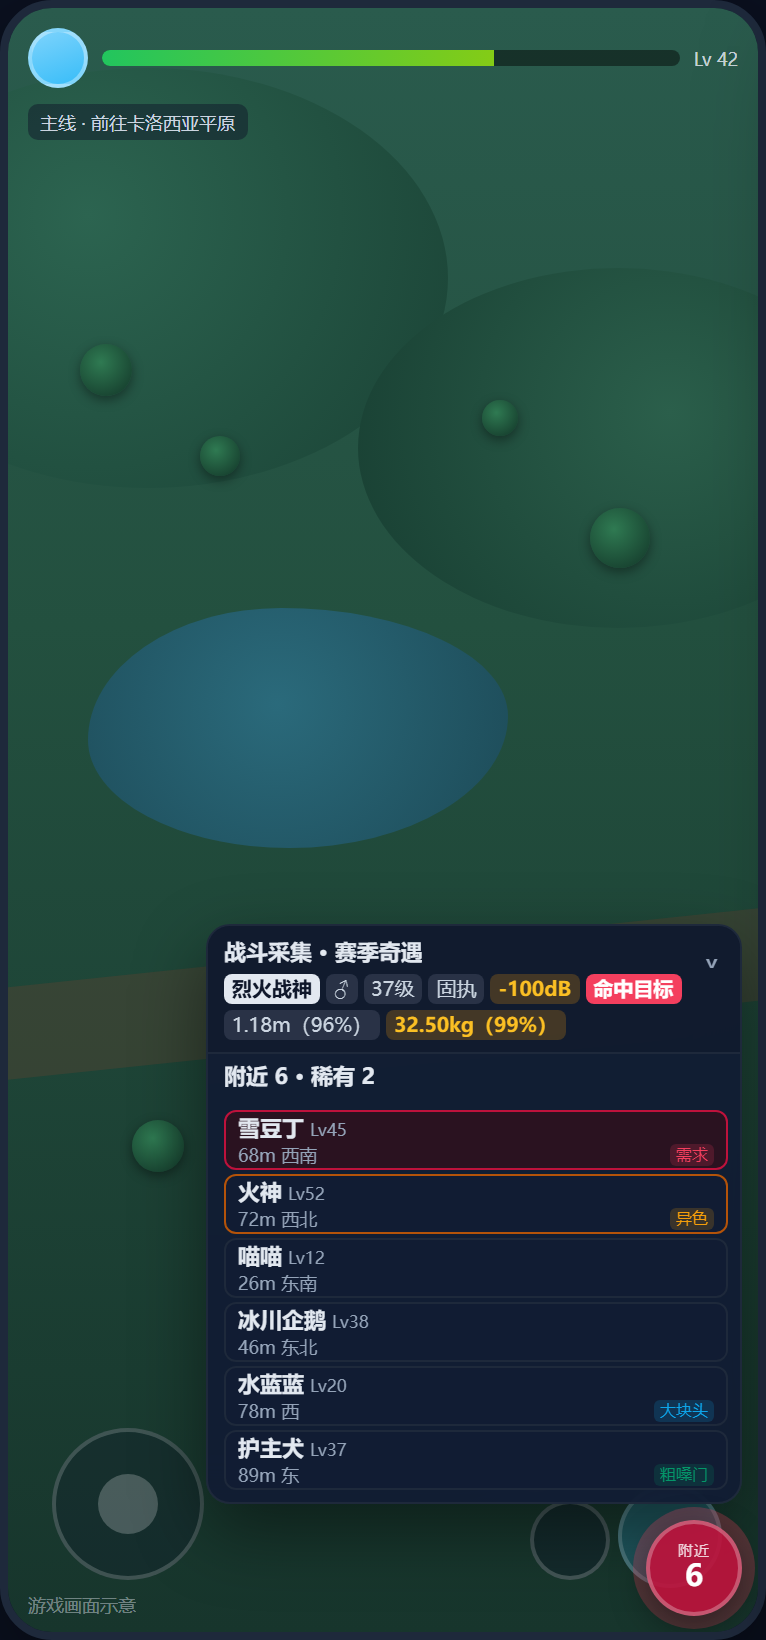 Lv 42
主线 · 前往卡洛西亚平原
战斗采集 • 赛季奇遇
v
烈火战神 ♂ 37级 固执 -100dB 命中目标
1.18m（96%） 32.50kg（99%）
附近 6 • 稀有 2
雪豆丁 Lv45
68m 西南 需求
火神 Lv52
72m 西北 异色
喵喵 Lv12
26m 东南
冰川企鹅 Lv38
46m 东北
水蓝蓝 Lv20
78m 西 大块头
护主犬 Lv37
89m 东 粗嗓门
附近
6
游戏画面示意